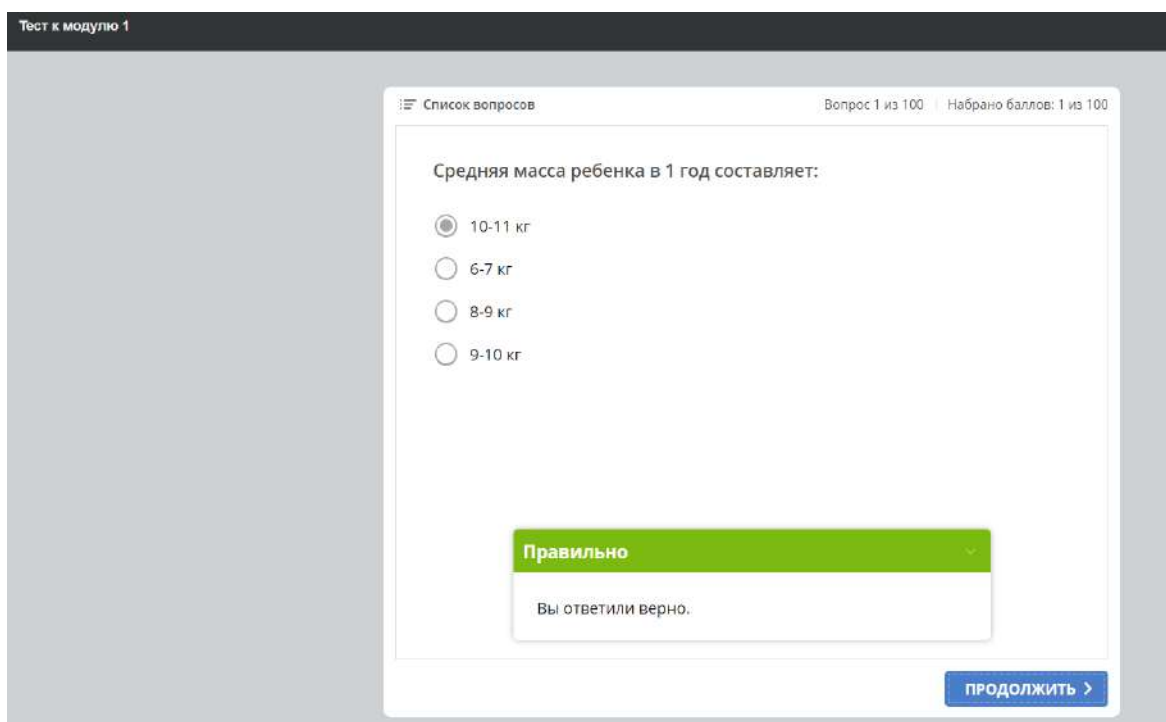 Тест к модулю 1
Список вопросов
Вопрос 1 из 100 | Набрано баллов: 1 из 100
Средняя масса ребенка в 1 год составляет:
10-11 кг
6-7 кг
8-9 кг
9-10 кг
Правильно
Вы ответили верно.
ПРОДОЛЖИТЬ >